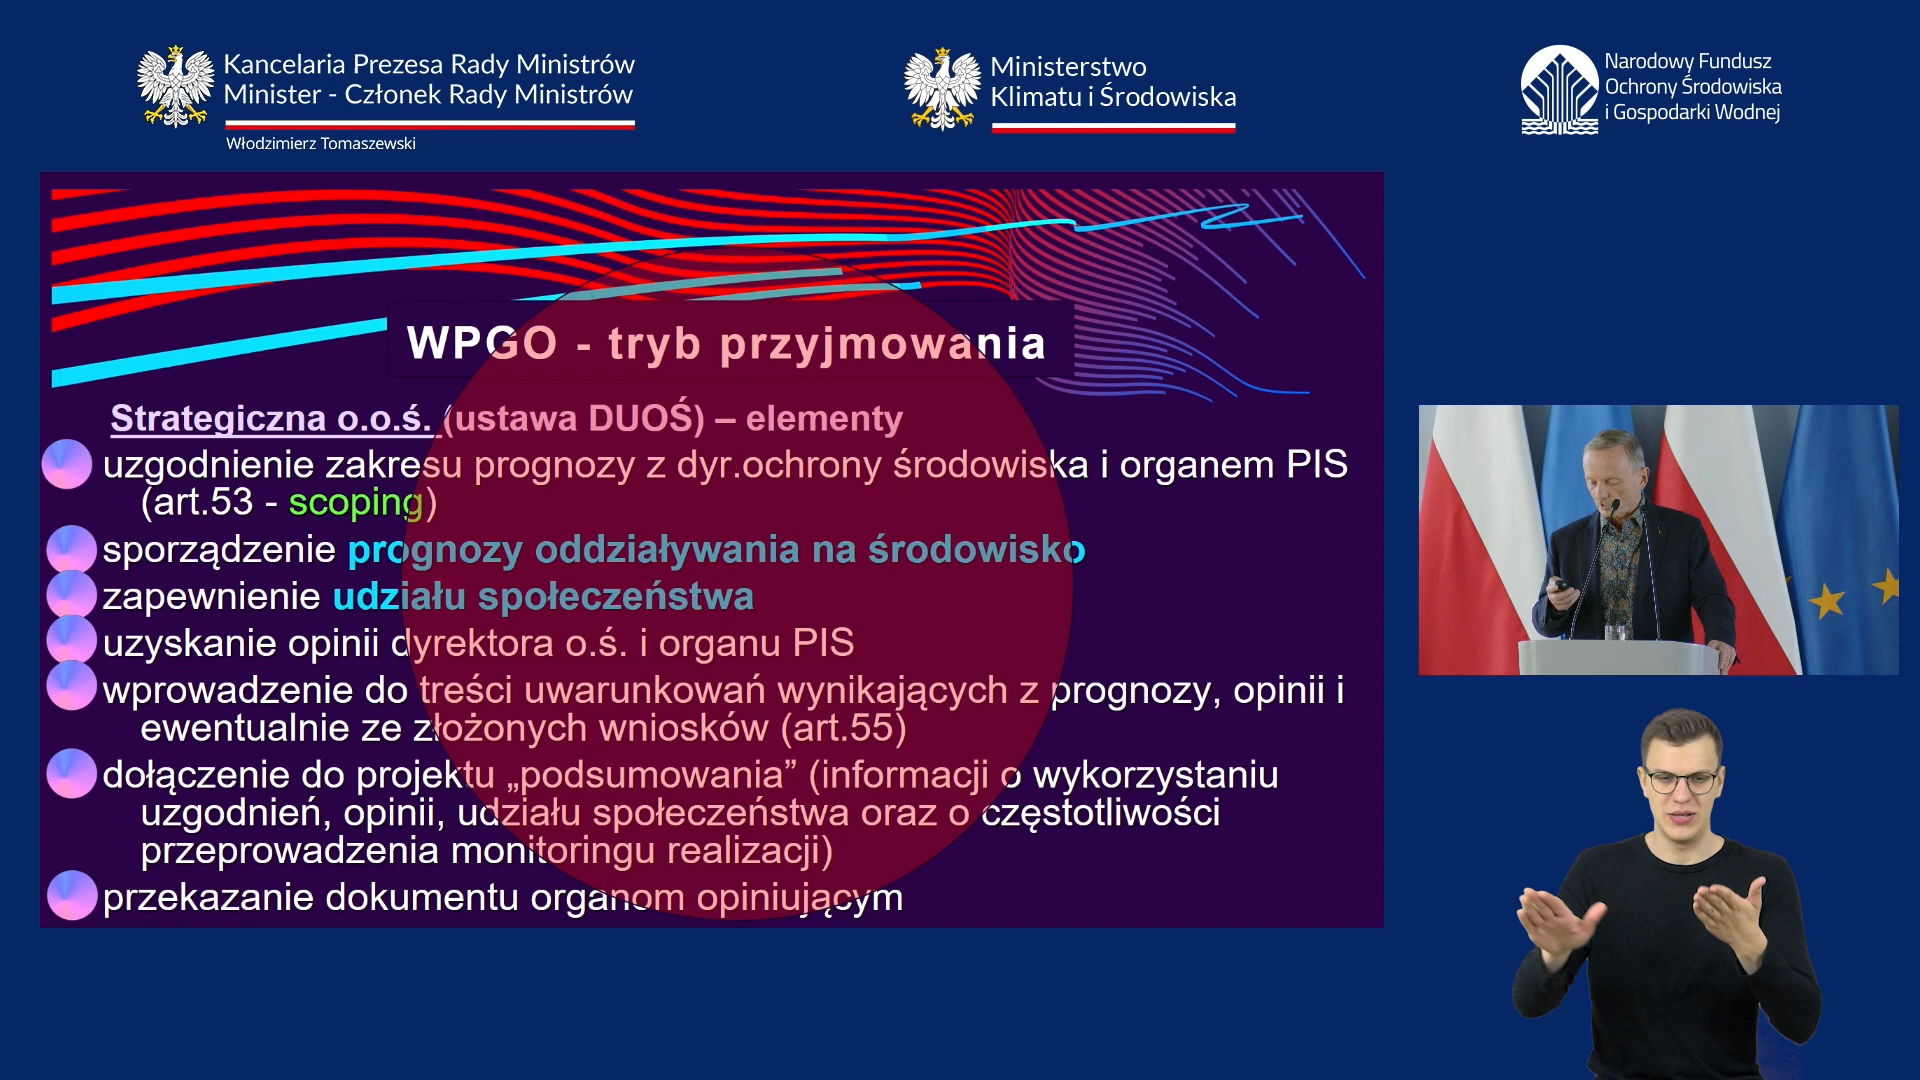 Kancelaria Prezesa Rady Ministrów
Minister - Członek Rady Ministrów
Włodzimierz Tomaszewski
Ministerstwo
Klimatu i Środowiska
Narodowy Fundusz
Ochrony Środowiska
i Gospodarki Wodnej
WPGO - tryb przyjmowania
Strategiczna o.o.ś. (ustawa DUOŚ) – elementy
uzgodnienie zakresu prognozy z dyr.ochrony środowiska i organem PIS
(art.53 - scoping)
sporządzenie prognozy oddziaływania na środowisko
zapewnienie udziału społeczeństwa
uzyskanie opinii dyrektora o.ś. i organu PIS
wprowadzenie do treści uwarunkowań wynikających z prognozy, opinii i
ewentualnie ze złożonych wniosków (art.55)
dołączenie do projektu „podsumowania” (informacji o wykorzystaniu
uzgodnień, opinii, udziału społeczeństwa oraz o częstotliwości
przeprowadzenia monitoringu realizacji)
przekazanie dokumentu organom opiniującym